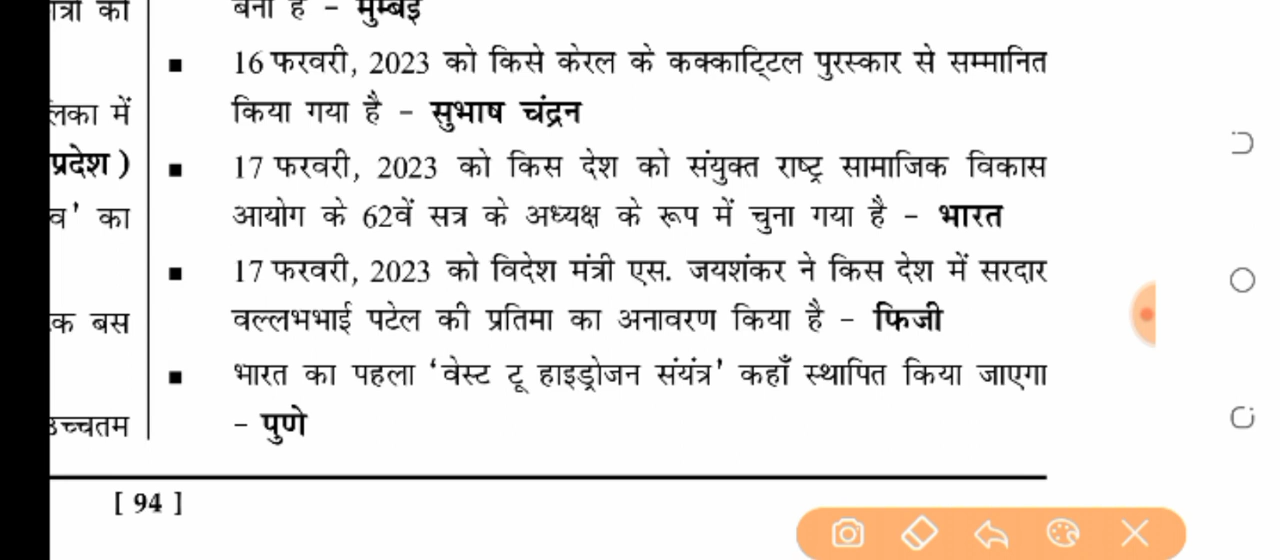 त्रों को
बना है - मुम्बई
16 फरवरी, 2023 को किसे केरल के कक्काट्टिल पुरस्कार से सम्मानित
लिका में
किया गया है - सुभाष चंद्रन
प्रदेश )
17 फरवरी, 2023 को किस देश को संयुक्त राष्ट्र सामाजिक विकास
व' का
आयोग के 62वें सत्र के अध्यक्ष के रूप में चुना गया है - भारत
17 फरवरी, 2023 को विदेश मंत्री एस. जयशंकर ने किस देश में सरदार
क बस
वल्लभभाई पटेल की प्रतिमा का अनावरण किया है - फिजी
भारत का पहला ‘वेस्ट टू हाइड्रोजन संयंत्र’ कहाँ स्थापित किया जाएगा
उच्चतम
- पुणे
[ 94 ]